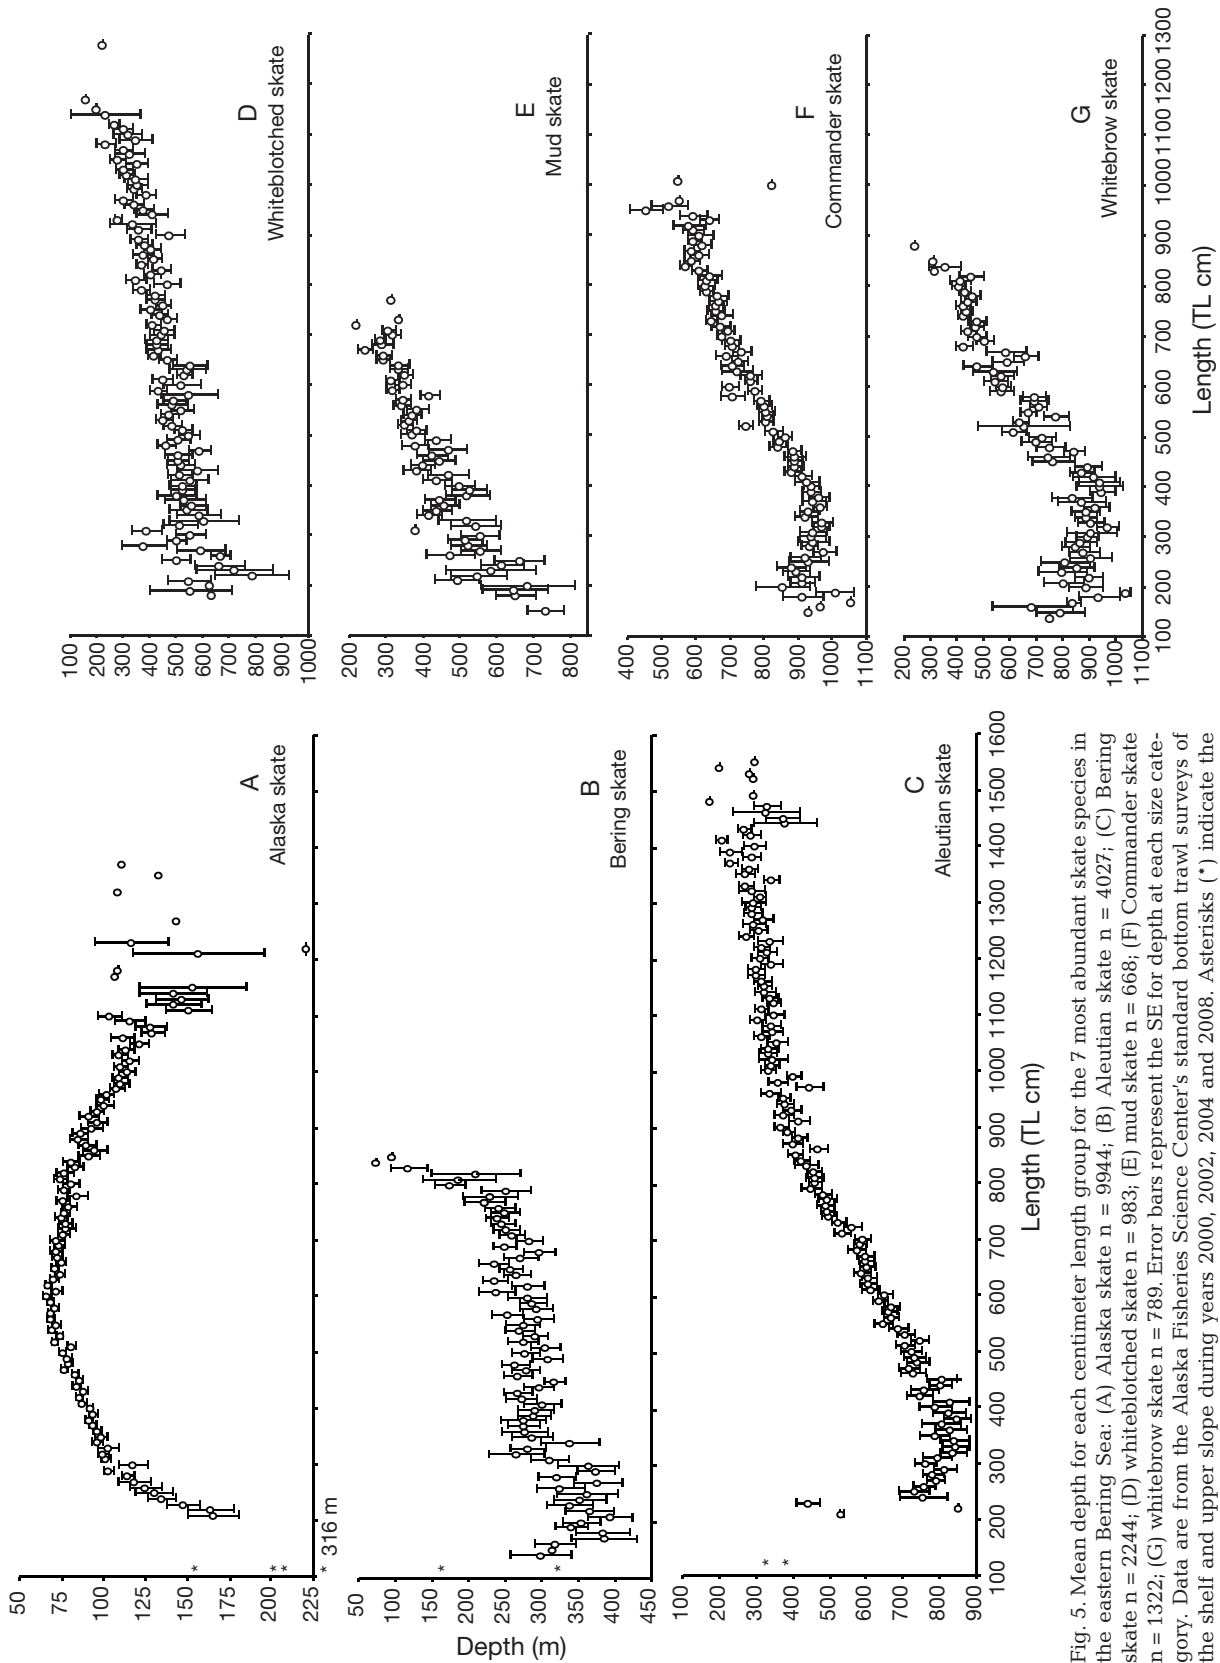 50
75
100
125
150
175
200
225
* * *
* 316 m
A
Alaska skate
50
100
150
200
250
300
350
400
450
* *
B
Bering skate
Depth (m)
100
200
300
400
500
600
700
800
900
* *
C
Aleutian skate
100 200 300 400 500 600 700 800 900 1000 1100 1200 1300 1400 1500 1600
Length (TL cm)
100
200
300
400
500
600
700
800
900
1000
D
Whiteblotched skate
200
300
400
500
600
700
800
E
Mud skate
400
500
600
700
800
900
1000
1100
F
Commander skate
200
300
400
500
600
700
800
900
1000
1100
G
Whitebrow skate
100 200 300 400 500 600 700 800 900 1000 1100 1200 1300
Length (TL cm)
Fig. 5. Mean depth for each centimeter length group for the 7 most abundant skate species in
the eastern Bering Sea: (A) Alaska skate n = 9944; (B) Aleutian skate n = 4027; (C) Bering
skate n = 2244; (D) whiteblotched skate n = 983; (E) mud skate n = 668; (F) Commander skate
n = 1322; (G) whitebrow skate n = 789. Error bars represent the SE for depth at each size cate-
gory. Data are from the Alaska Fisheries Science Center's standard bottom trawl surveys of
the shelf and upper slope during years 2000, 2002, 2004 and 2008. Asterisks (*) indicate the